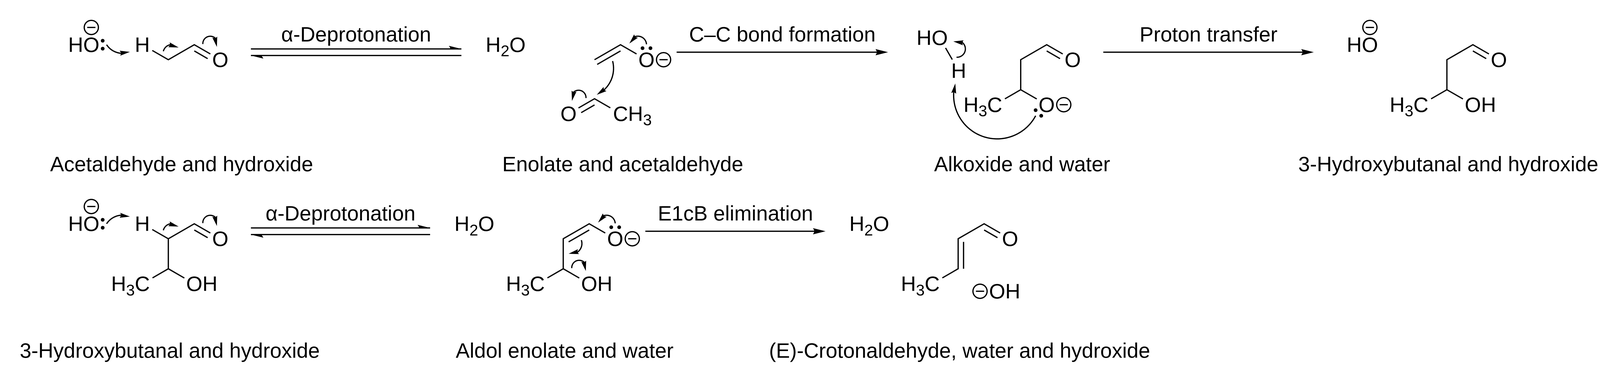 HO:⊖ H O α-Deprotonation H₂O O⊖ C–C bond formation HO O Proton transfer HO⊖ O
H
O CH₃ H₃C O⊖ H₃C OH
Acetaldehyde and hydroxide Enolate and acetaldehyde Alkoxide and water 3-Hydroxybutanal and hydroxide
HO:⊖ H O α-Deprotonation H₂O O⊖ E1cB elimination H₂O O
H₃C OH H₃C OH H₃C ⊖OH
3-Hydroxybutanal and hydroxide Aldol enolate and water (E)-Crotonaldehyde, water and hydroxide